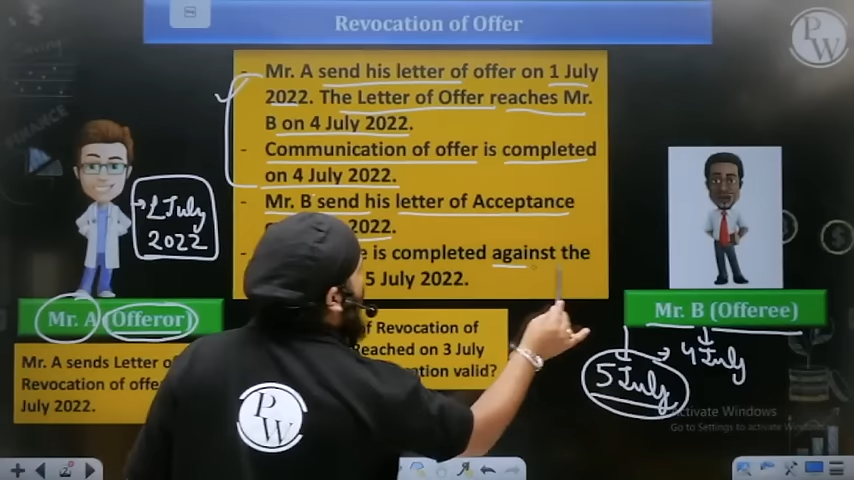 Revocation of Offer
P
W
- Mr. A send his letter of offer on 1 July
2022. The Letter of Offer reaches Mr.
B on 4 July 2022.
- Communication of offer is completed
on 4 July 2022.
- Mr. B send his letter of Acceptance
2022.
- e is completed against the
5 July 2022.
1 July
2022
Mr. A (Offeror)
Mr. B (Offeree)
4 July
5 July
Mr. A sends Letter of
Revocation of offe
July 2022.
of Revocation of
Reached on 3 July
tion valid?
P
W
Activate Windows
Go to Settings to activate Windows